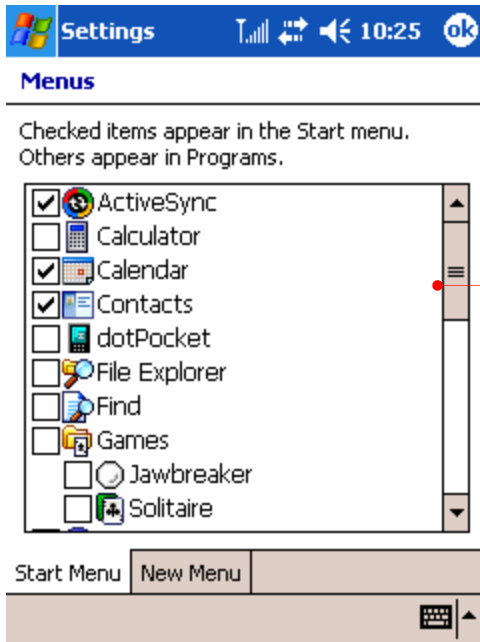 Settings 10:25 ok
Menus
Checked items appear in the Start menu.
Others appear in Programs.
ActiveSync
Calculator
Calendar
Contacts
dotPocket
File Explorer
Find
Games
Jawbreaker
Solitaire
Start Menu New Menu